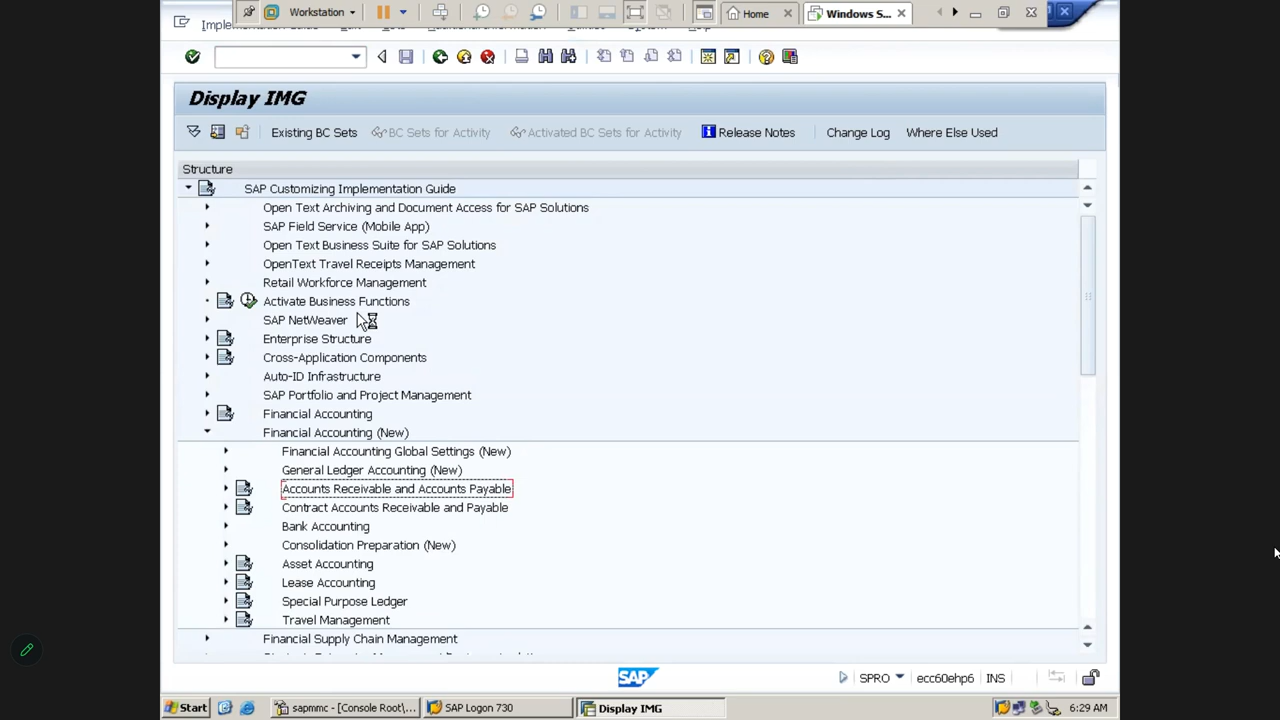 Workstation
Home
Windows S...
Display IMG
Existing BC Sets
BC Sets for Activity
Activated BC Sets for Activity
Release Notes
Change Log
Where Else Used
Structure
SAP Customizing Implementation Guide
Open Text Archiving and Document Access for SAP Solutions
SAP Field Service (Mobile App)
Open Text Business Suite for SAP Solutions
OpenText Travel Receipts Management
Retail Workforce Management
Activate Business Functions
SAP NetWeaver
Enterprise Structure
Cross-Application Components
Auto-ID Infrastructure
SAP Portfolio and Project Management
Financial Accounting
Financial Accounting (New)
Financial Accounting Global Settings (New)
General Ledger Accounting (New)
Accounts Receivable and Accounts Payable
Contract Accounts Receivable and Payable
Bank Accounting
Consolidation Preparation (New)
Asset Accounting
Lease Accounting
Special Purpose Ledger
Travel Management
Financial Supply Chain Management
SAP
SPRO
ecc60ehp6
INS
Start
sapmmc - [Console Root\...
SAP Logon 730
Display IMG
6:29 AM